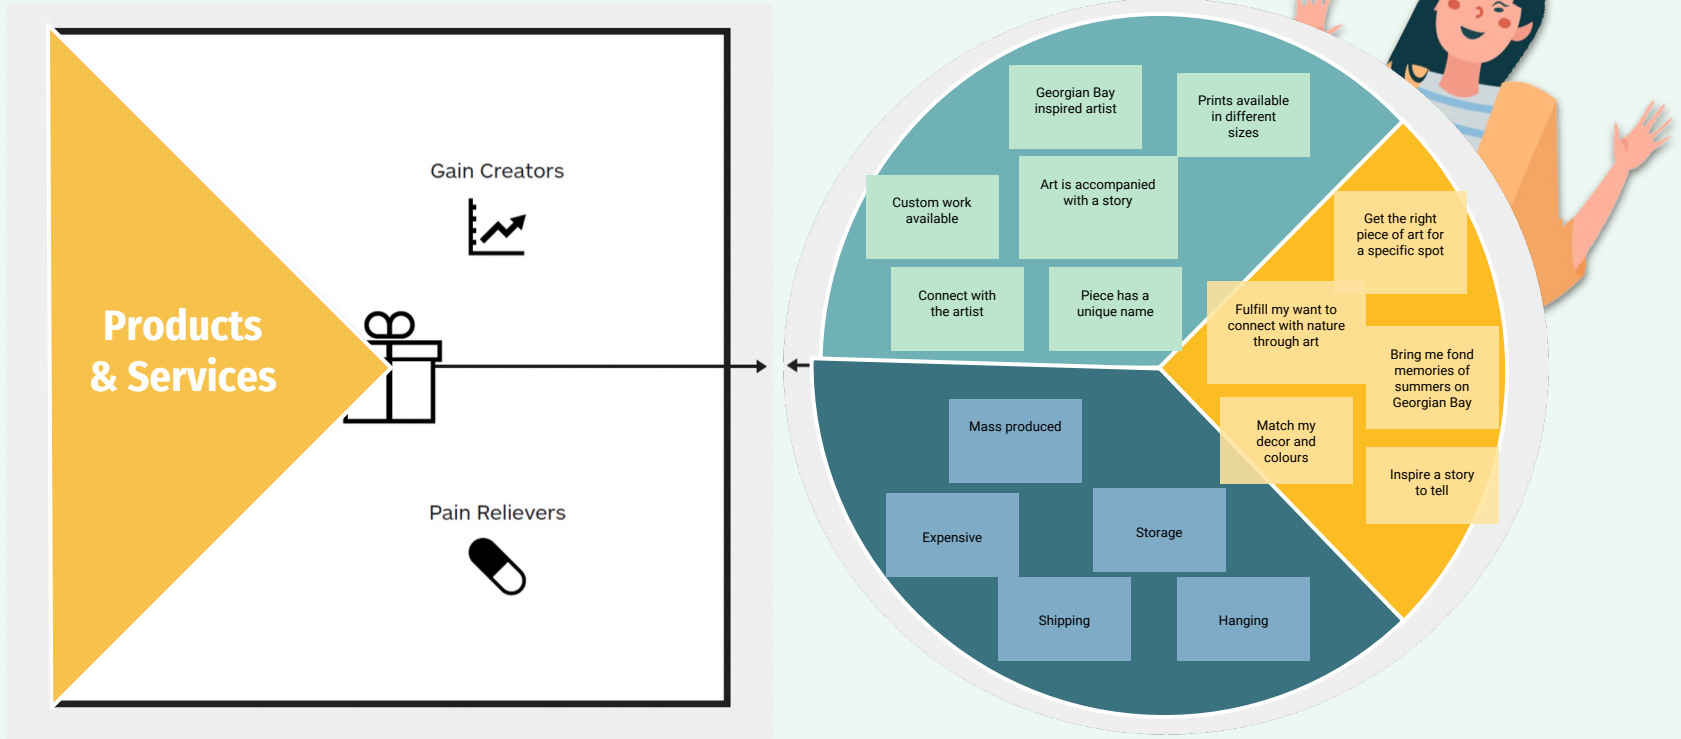 Gain Creators
Products
& Services
Pain Relievers
Georgian Bay
inspired artist
Prints available
in different
sizes
Custom work
available
Art is accompanied
with a story
Connect with
the artist
Piece has a
unique name
Get the right
piece of art for
a specific spot
Fulfill my want to
connect with nature
through art
Bring me fond
memories of
summers on
Georgian Bay
Match my
decor and
colours
Inspire a story
to tell
Mass produced
Expensive
Storage
Shipping
Hanging